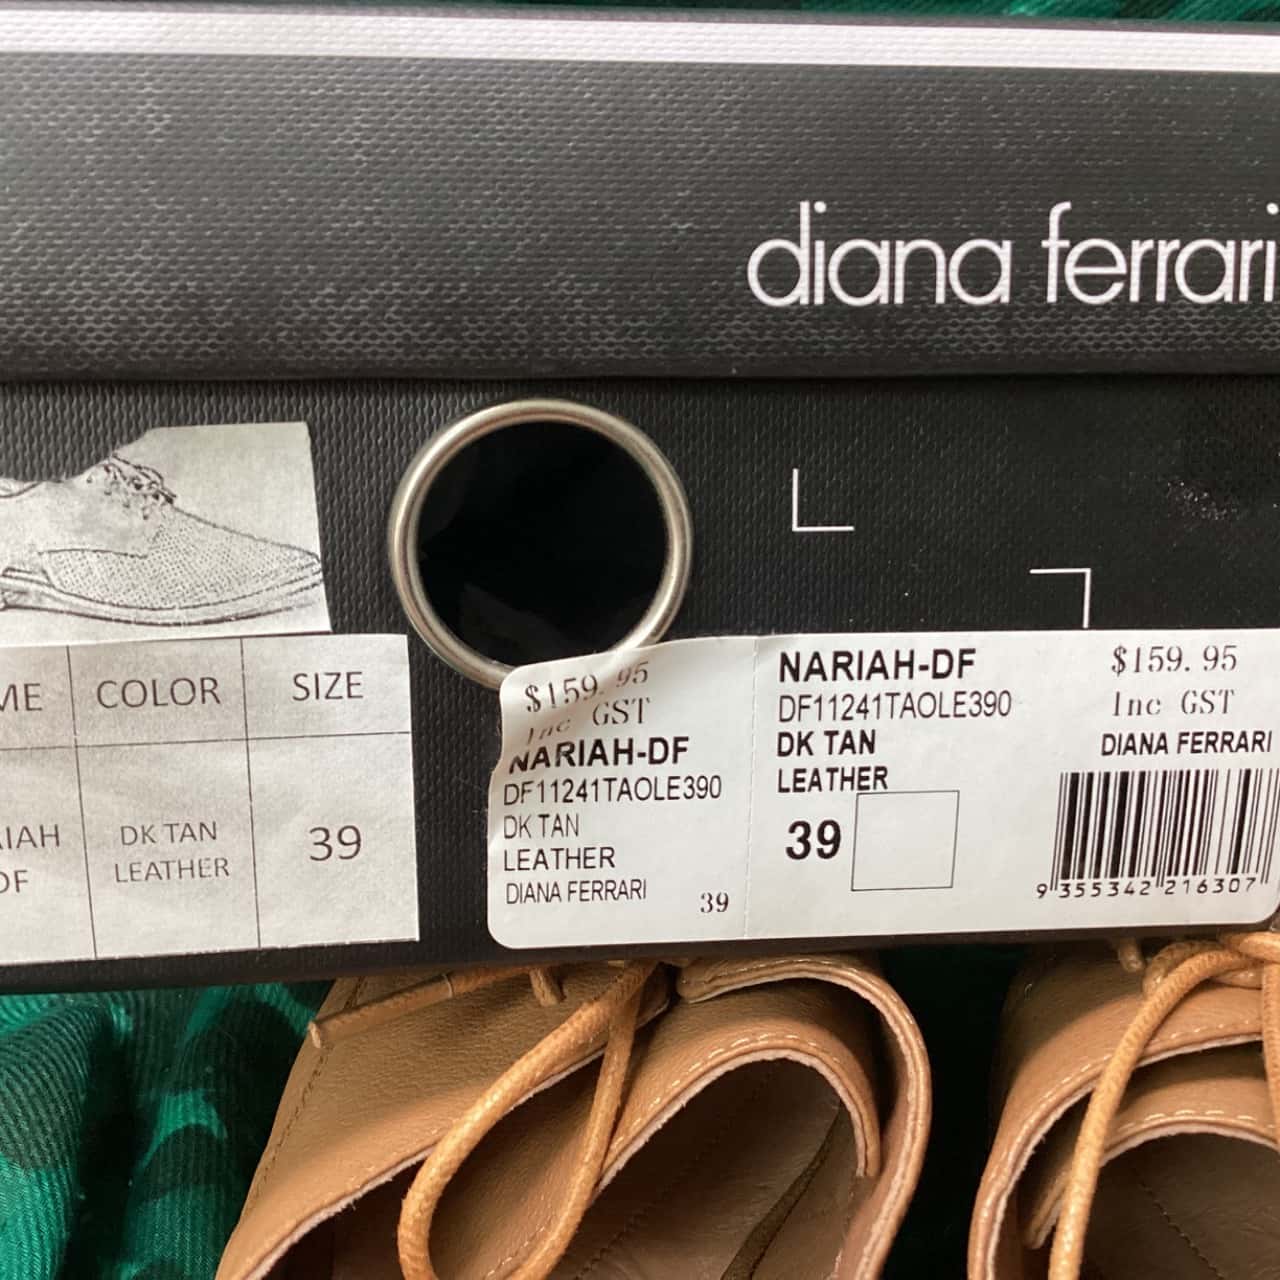 diana ferrari
ME COLOR SIZE
IAH DF DK TAN LEATHER 39
$159.95
Inc GST
NARIAH-DF
DF11241TAOLE390
DK TAN
LEATHER
DIANA FERRARI
39
NARIAH-DF
DF11241TAOLE390
DK TAN
LEATHER
39
$159.95
Inc GST
DIANA FERRARI
9 355342 216307